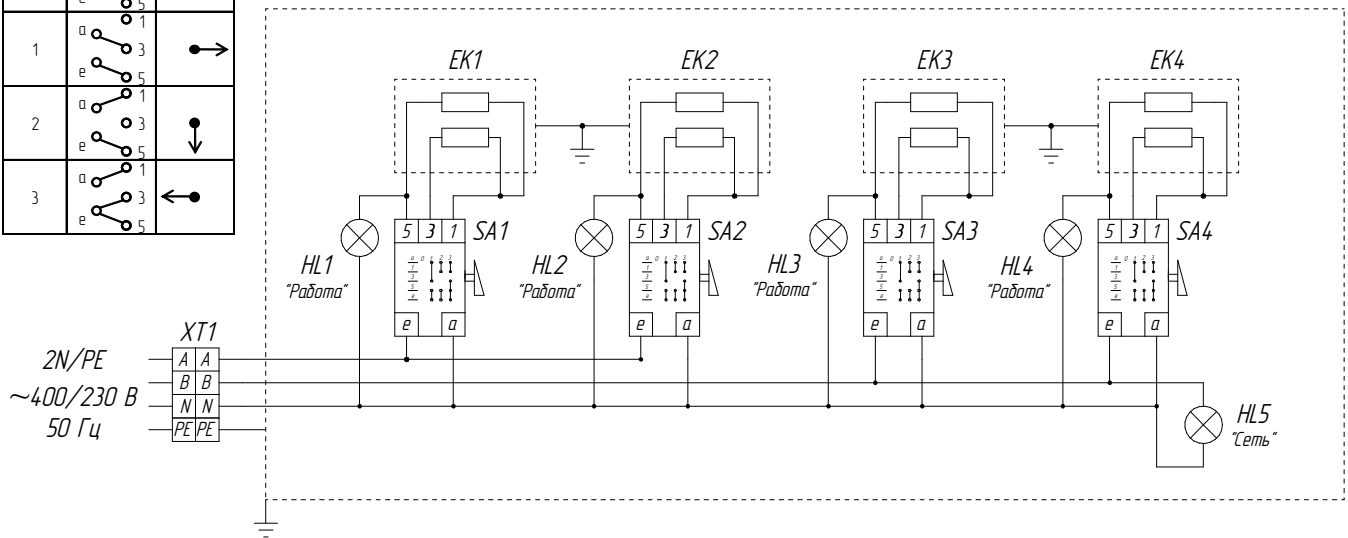 e 5
1 a 1 3 e 5
2 a 1 3 e 5
3 a 1 3 e 5
EK1 EK2 EK3 EK4
5 3 1 SA1 5 3 1 SA2 5 3 1 SA3 5 3 1 SA4
HL1 HL2 HL3 HL4
"Работа" "Работа" "Работа" "Работа"
e a e a e a e a
XT1
2N/PE A A
B B
~400/230 В N N
50 Гц PE PE
HL5
"Сеть"